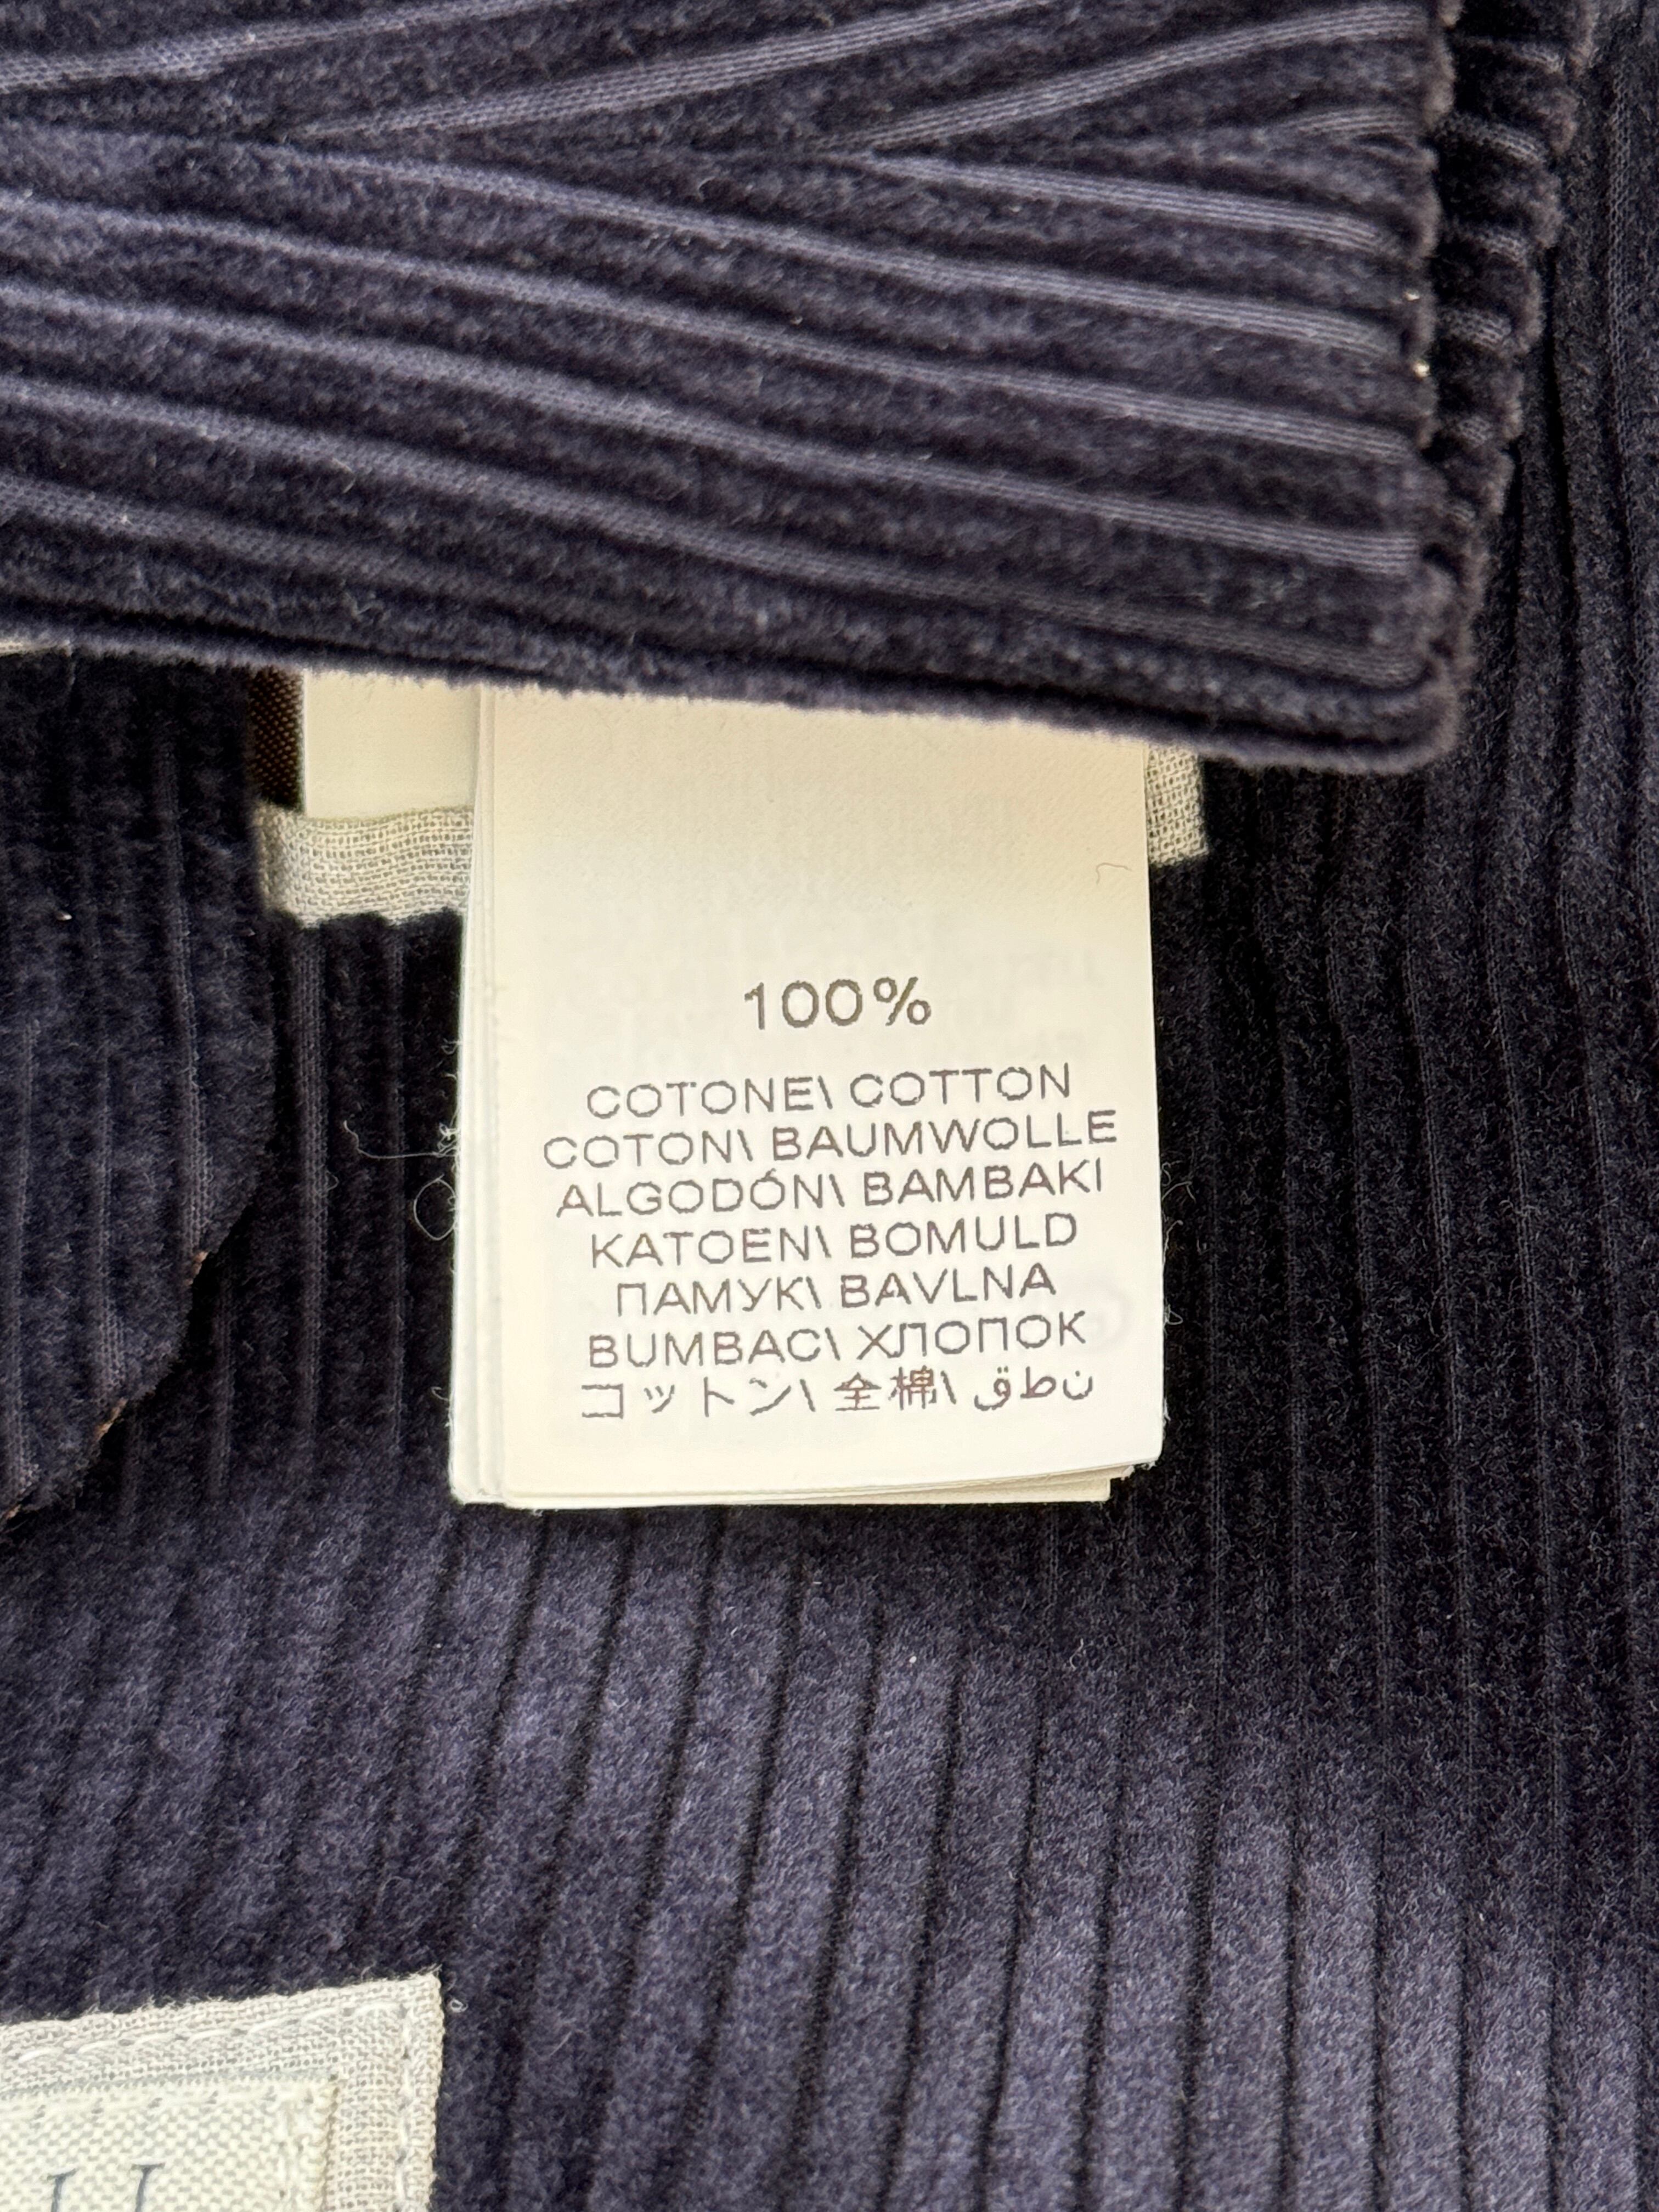 100%
COTONE\ COTTON
COTON\ BAUMWOLLE
ALGODÓN\ BAMBAKI
KATOEN\ BOMULD
ПАМУК\ BAVLNA
BUMBAC\ ХЛОПОК
コットン\ 全棉\ قطن